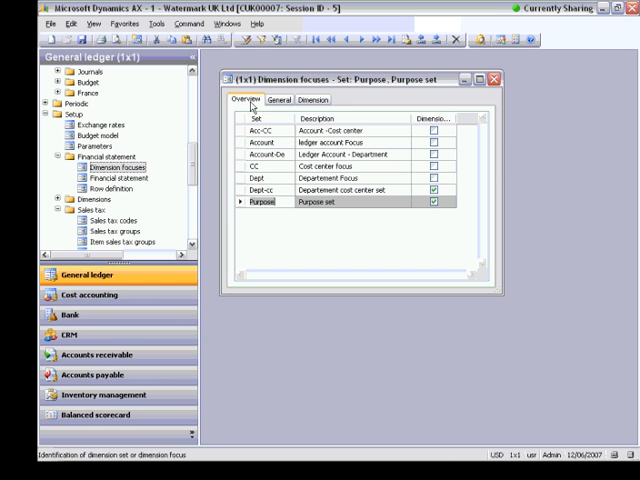 Microsoft Dynamics AX - 1 - Watermark UK Ltd [CUK00007: Session ID - 5]
Currently Sharing
File Edit View Favorites Tools Command Windows Help
General ledger (1x1)
Journals
Budget
France
Periodic
Setup
Exchange rates
Budget model
Parameters
Financial statement
Dimension focuses
Financial statement
Row definition
Dimensions
Sales tax
Sales tax codes
Sales tax groups
Item sales tax groups
General ledger
Cost accounting
Bank
CRM
Accounts receivable
Accounts payable
Inventory management
Balanced scorecard
(1x1) Dimension focuses - Set: Purpose, Purpose set
Overview General Dimension
Set Description Dimensio...
Acc-CC Account -Cost center
Account ledger account Focus
Account-De Ledger Account - Department
CC Cost center focus
Dept Departement Focus
Dept-cc Departement cost center set
Purpose Purpose set
Identification of dimension set or dimension focus
USD 1x1 usr Admin 12/06/2007